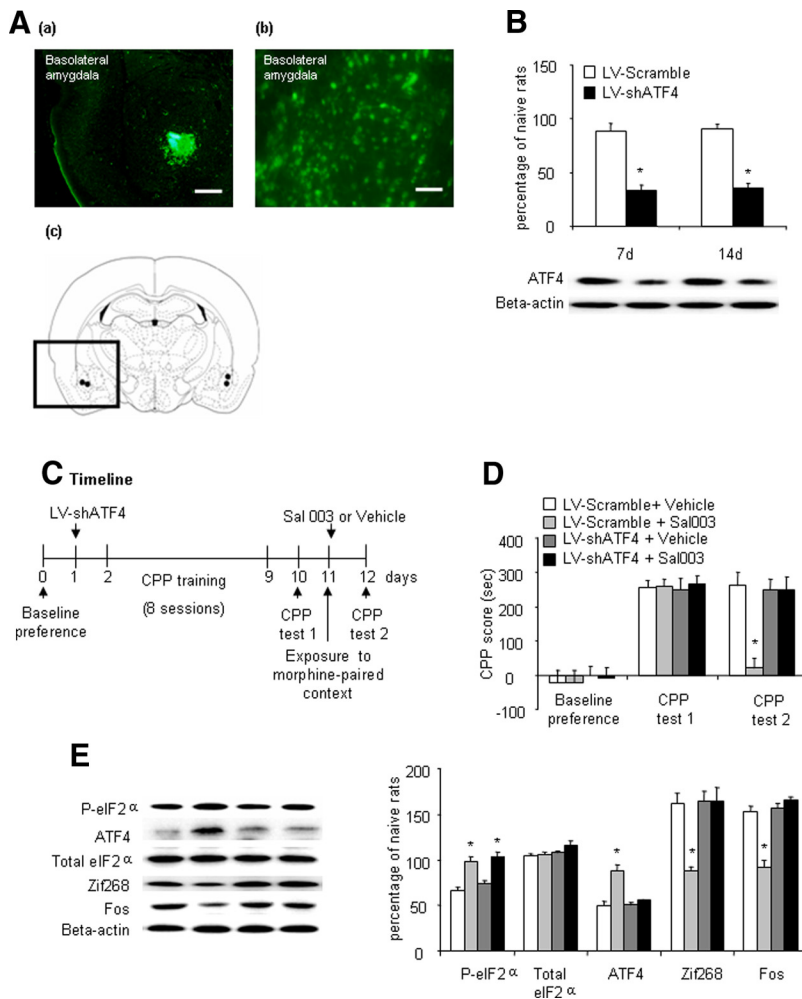 A
(a)
Basolateral
amygdala
(b)
Basolateral
amygdala
(c)
B
LV-Scramble
LV-shATF4
percentage of naive rats
150
100
50
0
*
*
7d
14d
ATF4
Beta-actin
C Timeline
LV-shATF4
Sal 003 or Vehicle
0 1 2 CPP training 9 10 11 12 days
(8 sessions)
Baseline
preference
CPP
test 1
CPP
test 2
Exposure to
morphine-paired
context
D
LV-Scramble+ Vehicle
LV-Scramble + Sal003
LV-shATF4 + Vehicle
LV-shATF4 + Sal003
CPP score (sec)
400
300
200
100
0
-100
*
Baseline
preference
CPP
test 1
CPP
test 2
E
P-eIF2 α
ATF4
Total eIF2 α
Zif268
Fos
Beta-actin
percentage of naive rats
200
150
100
50
0
*
*
*
*
*
P-eIF2 α
Total
eIF2 α
ATF4
Zif268
Fos